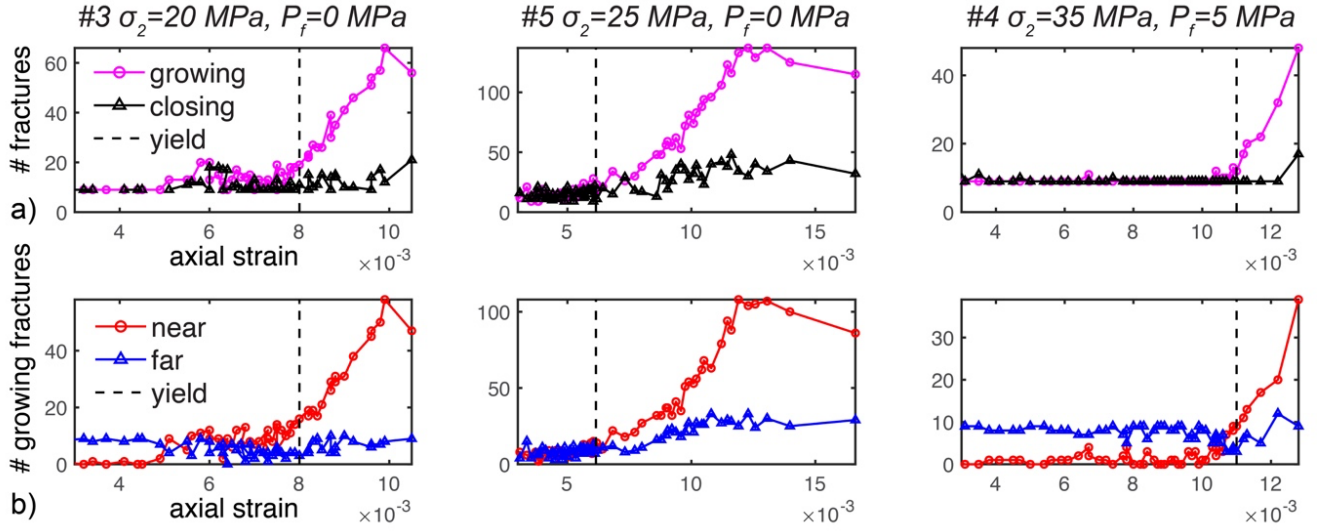 #3 σ2=20 MPa, Pf=0 MPa
#5 σ2=25 MPa, Pf=0 MPa
#4 σ2=35 MPa, Pf=5 MPa
a)
# fractures
60
40
20
0
growing
closing
yield
4 6 8 10
axial strain
×10-3
100
50
0
5 10 15
×10-3
40
20
0
4 6 8 10 12
×10-3
b)
# growing fractures
40
20
0
near
far
yield
4 6 8 10
axial strain
×10-3
100
50
0
5 10 15
×10-3
30
20
10
0
4 6 8 10 12
×10-3